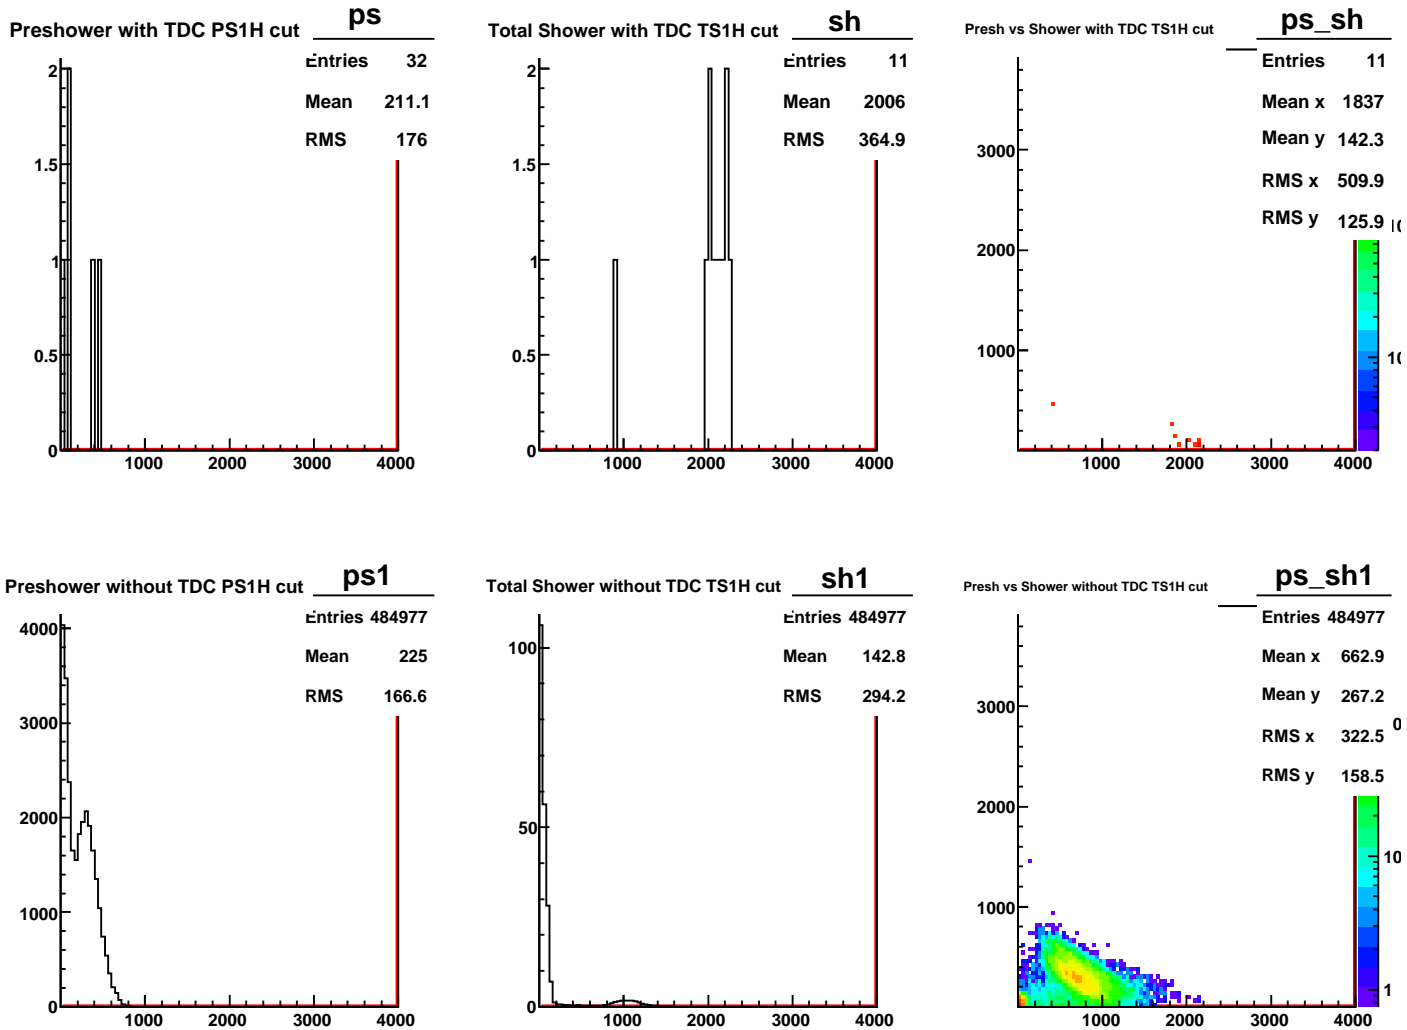 Preshower with TDC PS1H cut
ps
Entries 32
Mean 211.1
RMS 176
2
1.5
1
0.5
0
1000 2000 3000 4000
Total Shower with TDC TS1H cut
sh
Entries 11
Mean 2006
RMS 364.9
2
1.5
1
0.5
0
1000 2000 3000 4000
Presh vs Shower with TDC TS1H cut
ps_sh
Entries 11
Mean x 1837
Mean y 142.3
RMS x 509.9
RMS y 125.9
3000
2000
1000
1000 2000 3000 4000
10
10
Preshower without TDC PS1H cut
ps1
Entries 484977
Mean 225
RMS 166.6
4000
3000
2000
1000
0
1000 2000 3000 4000
Total Shower without TDC TS1H cut
sh1
Entries 484977
Mean 142.8
RMS 294.2
100
50
0
1000 2000 3000 4000
Presh vs Shower without TDC TS1H cut
ps_sh1
Entries 484977
Mean x 662.9
Mean y 267.2
RMS x 322.5
RMS y 158.5
3000
2000
1000
1000 2000 3000 4000
0
10
1